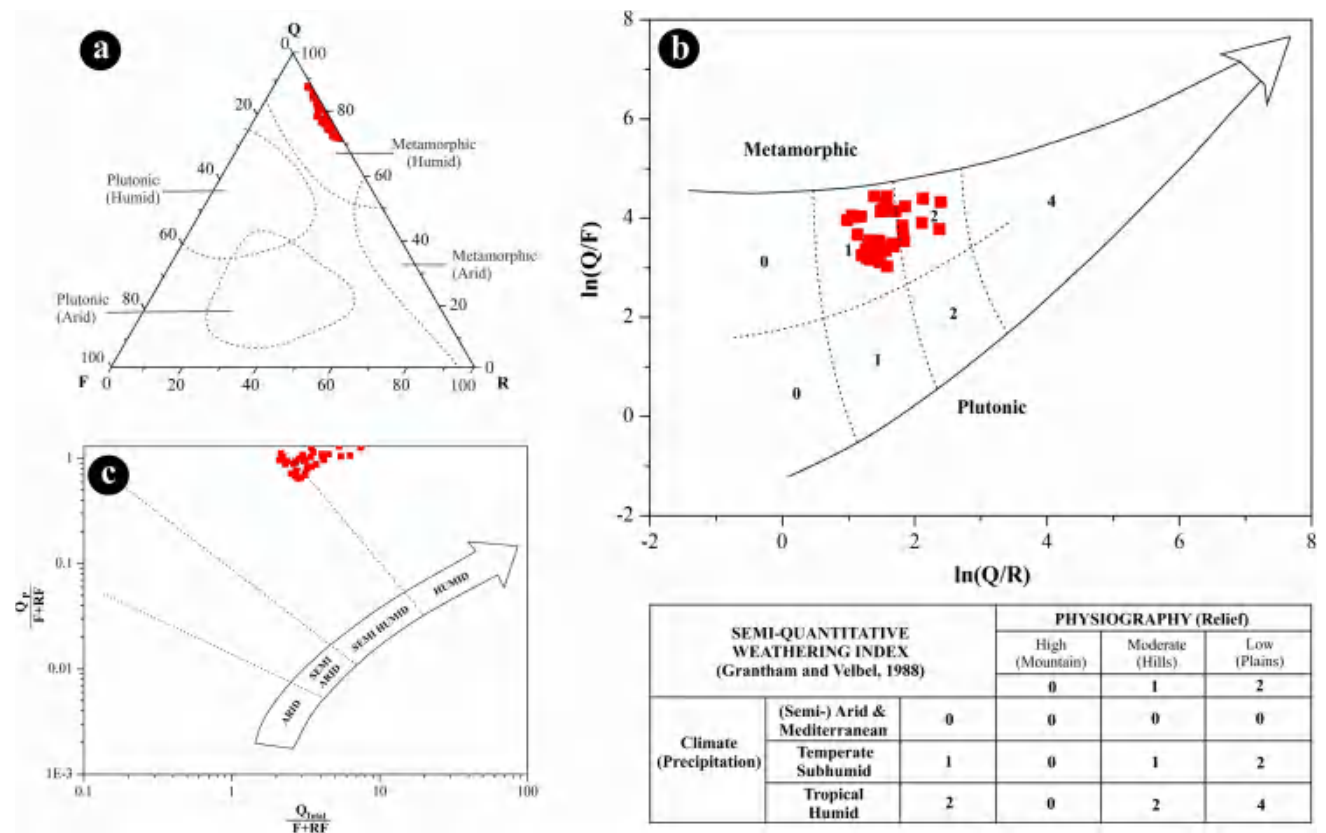 a
Q
0
100
20
80
Metamorphic
(Humid)
40
60
Plutonic
(Humid)
60
40
Metamorphic
(Arid)
Plutonic
(Arid)
80
20
100
0
F
0
20
40
60
80
100
R
b
8
6
4
2
0
-2
ln(Q/F)
Metamorphic
4
2
1
0
2
1
0
Plutonic
-2
0
2
4
6
8
ln(Q/R)
c
1
0.1
0.01
1E-3
Qp
F+RF
HUMID
SEMI HUMID
SEMI
ARID
ARID
0.1
1
10
100
QTotal
F+RF
SEMI-QUANTITATIVE
WEATHERING INDEX
(Grantham and Velbel, 1988)
PHYSIOGRAPHY (Relief)
High
(Mountain)
Moderate
(Hills)
Low
(Plains)
0 1 2
Climate
(Precipitation)
(Semi-) Arid &
Mediterranean
0 0 0 0
Temperate
Subhumid
1 0 1 2
Tropical
Humid
2 0 2 4